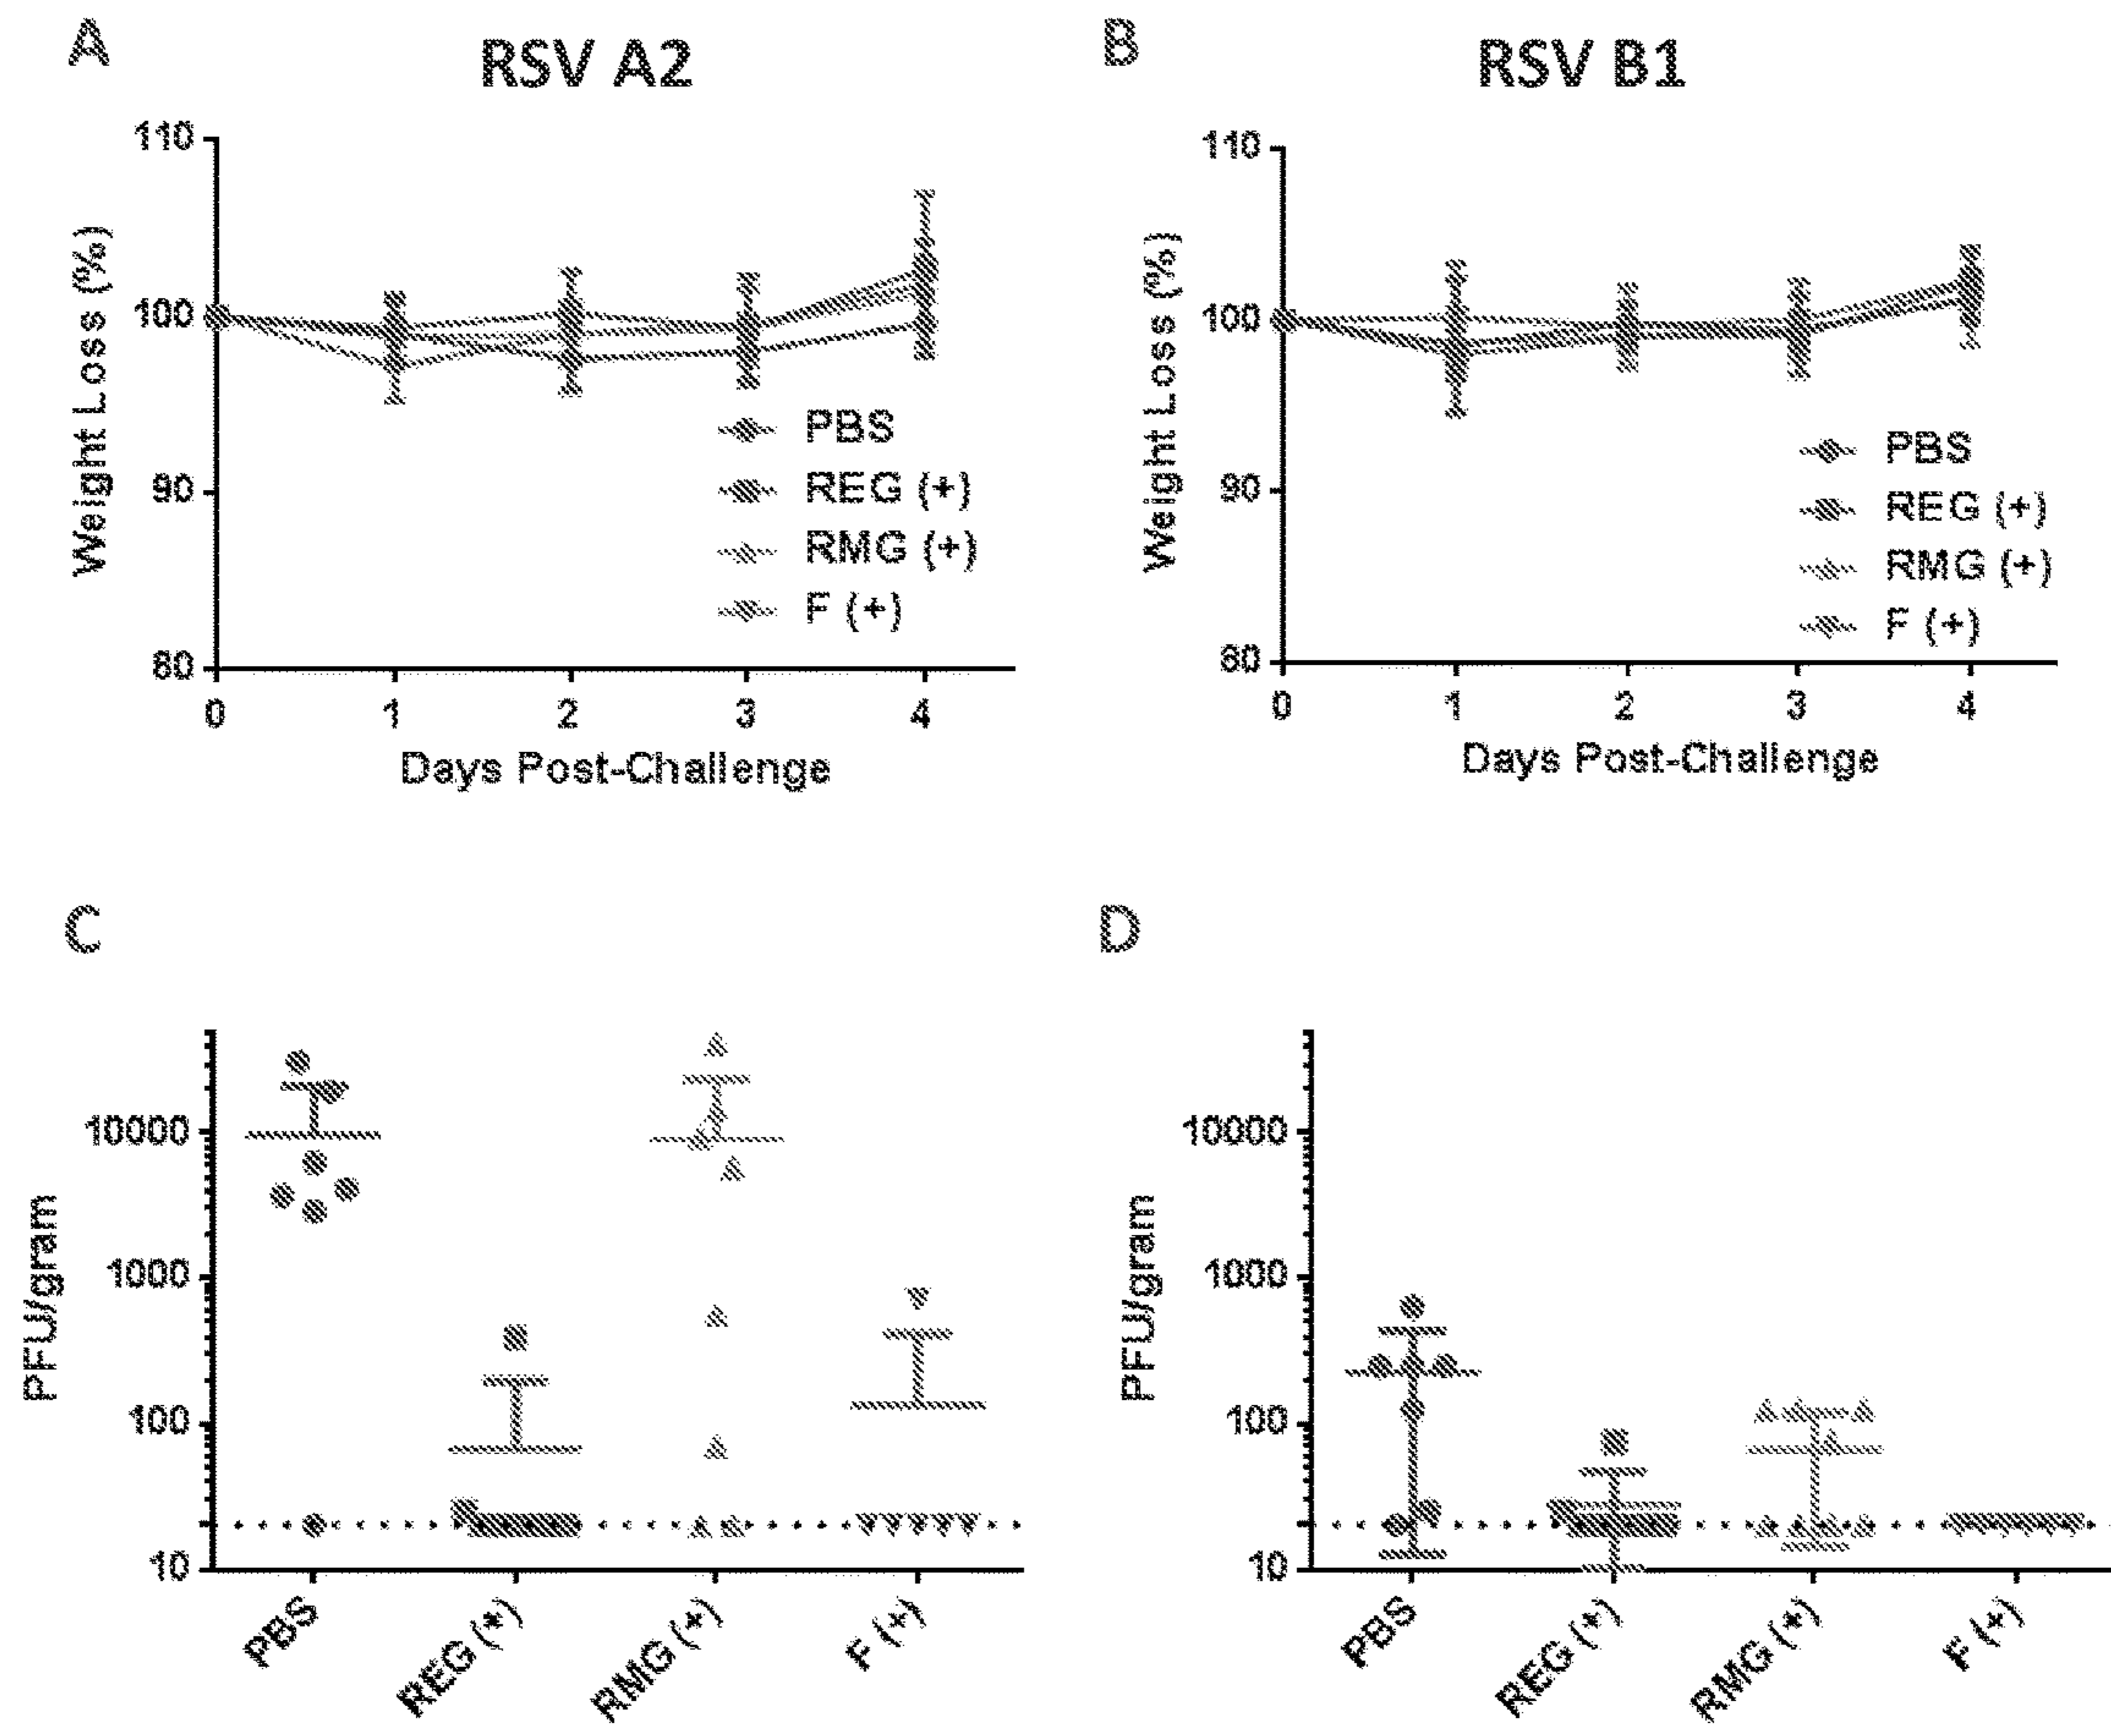 A
RSV A2
110
100
90
80
Weight Loss (%)
PBS
REG (+)
RMG (+)
F (+)
0 1 2 3 4
Days Post-Challenge
B
RSV B1
110
100
90
80
Weight Loss (%)
PBS
REG (+)
RMG (+)
F (+)
0 1 2 3 4
Days Post-Challenge
C
10000
1000
100
10
PFU/gram
PBS
REG (+)
RMG (+)
F (+)
D
10000
1000
100
10
PFU/gram
PBS
REG (+)
RMG (+)
F (+)